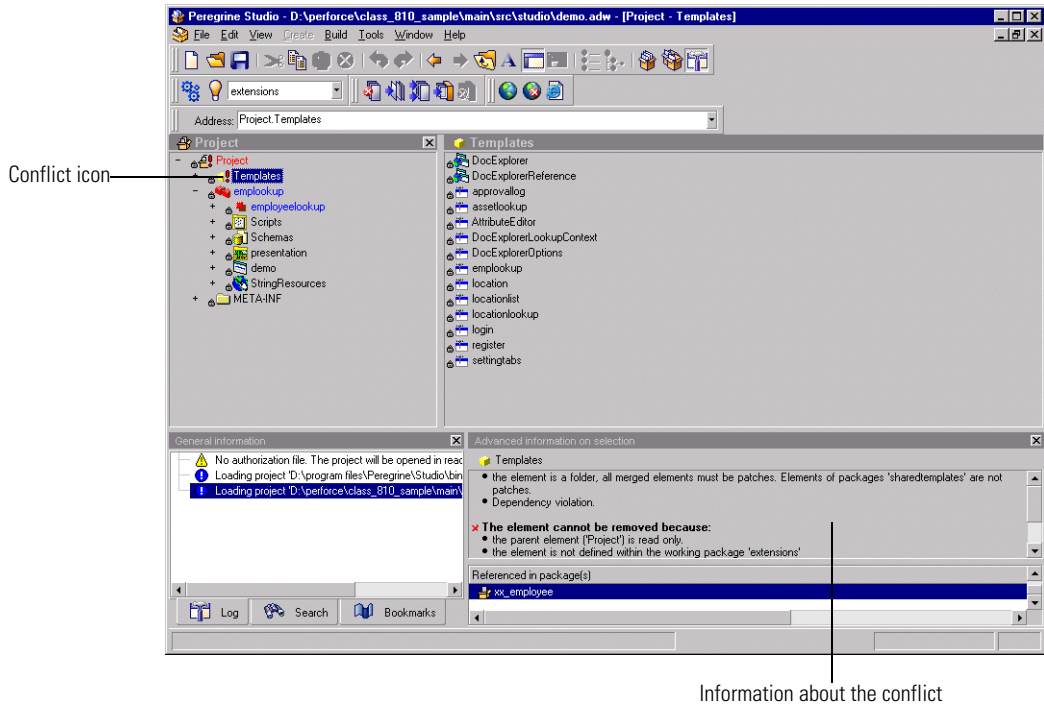 Peregrine Studio - D:\perforce\class_810_sample\main\src\studio\demo.adw - [Project - Templates]
File Edit View Create Build Tools Window Help
extensions
Address: Project.Templates
Project
Templates
Conflict icon
Project
Templates
emplookup
employeelookup
Scripts
Schemas
presentation
demo
StringResources
META-INF
DocExplorer
DocExplorerReference
approvallog
assetlookup
AttributeEditor
DocExplorerLookupContext
DocExplorerOptions
emplookup
location
locationlist
locationlookup
login
register
settingtabs
General information
No authorization file. The project will be opened in reac
Loading project 'D:\program files\Peregrine\Studio\bin
Loading project 'D:\perforce\class_810_sample\main\
Log Search Bookmarks
Advanced information on selection
Templates
• the element is a folder, all merged elements must be patches. Elements of packages 'sharedtemplates' are not
patches.
• Dependency violation.
The element cannot be removed because:
• the parent element ('Project') is read only.
• the element is not defined within the working package 'extensions'
Referenced in package(s)
xx_employee
Information about the conflict